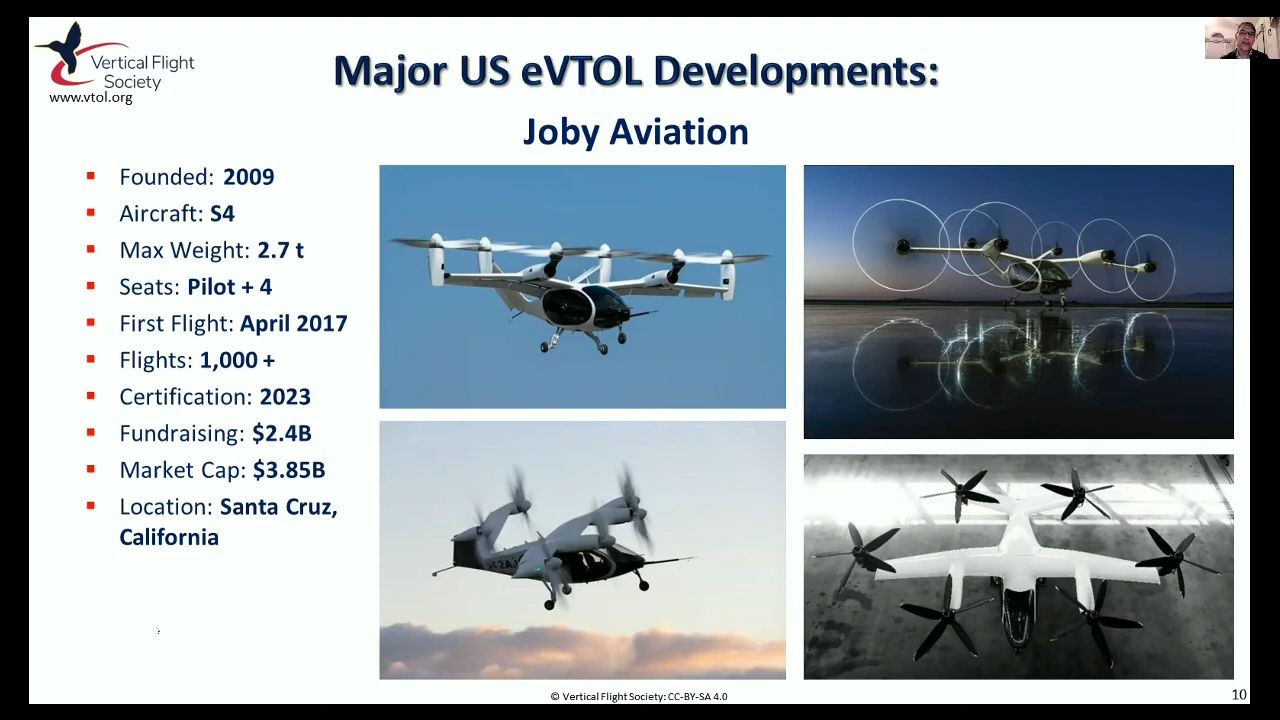 Vertical Flight
Society
www.vtol.org
Major US eVTOL Developments:
Joby Aviation
Founded: 2009
Aircraft: S4
Max Weight: 2.7 t
Seats: Pilot + 4
First Flight: April 2017
Flights: 1,000 +
Certification: 2023
Fundraising: $2.4B
Market Cap: $3.85B
Location: Santa Cruz,
California
© Vertical Flight Society: CC-BY-SA 4.0
10